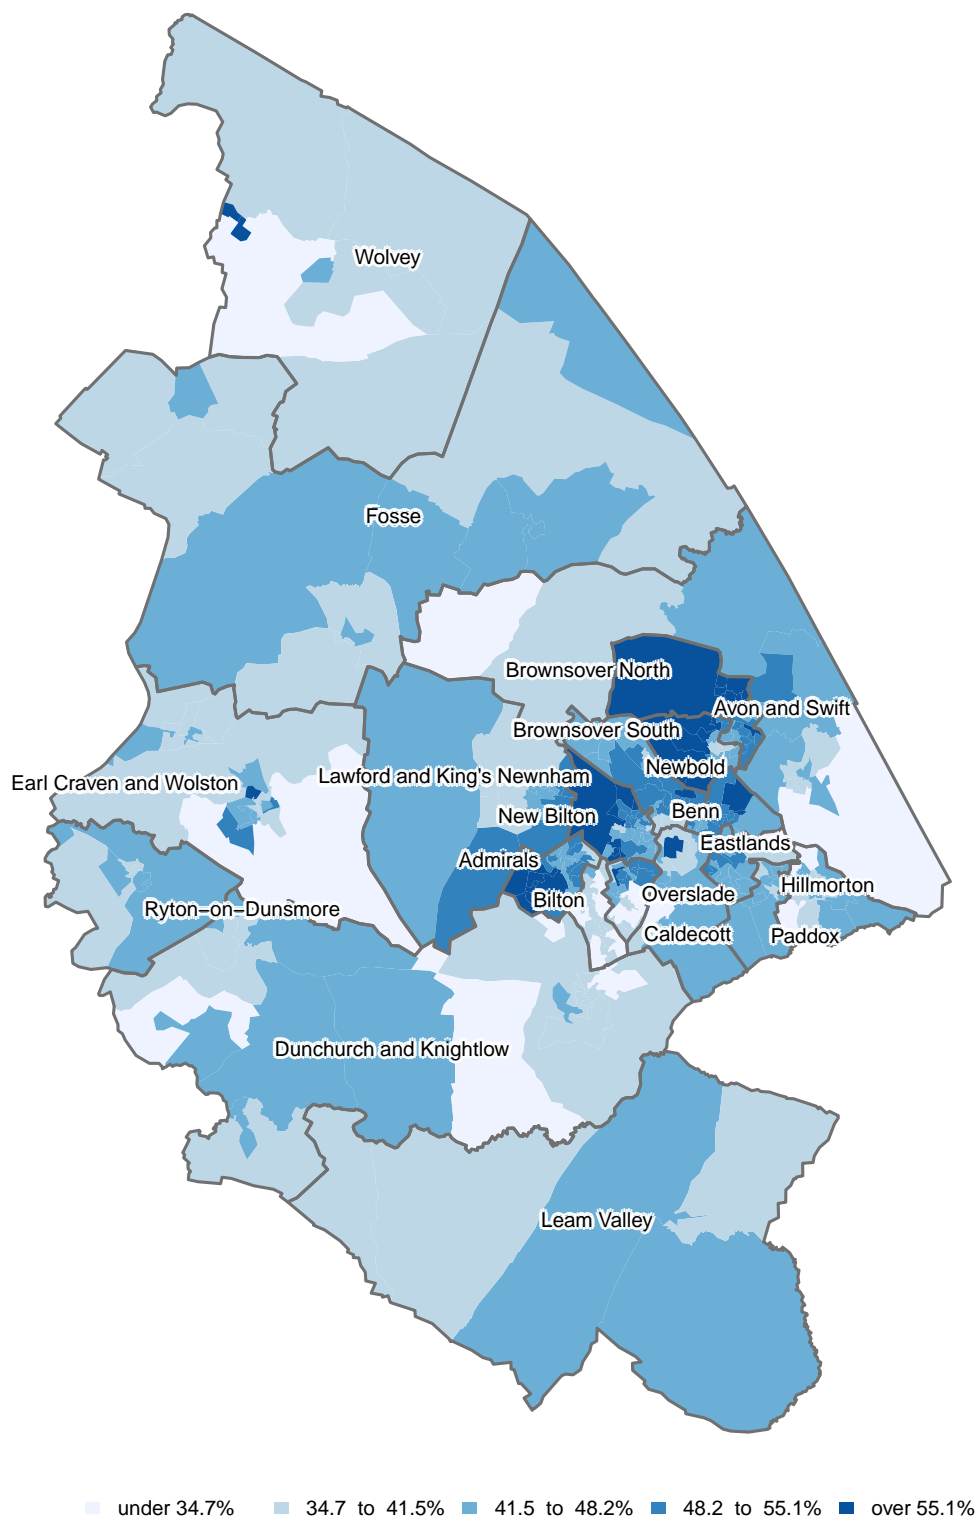 Wolvey
Fosse
Brownsover North
Avon and Swift
Brownsover South
Newbold
Lawford and King's Newnham
Earl Craven and Wolston
Benn
New Bilton
Eastlands
Admirals
Hillmorton
Overslade
Bilton
Ryton−on−Dunsmore
Caldecott
Paddox
Dunchurch and Knightlow
Leam Valley
under 34.7% 34.7 to 41.5% 41.5 to 48.2% 48.2 to 55.1% over 55.1%